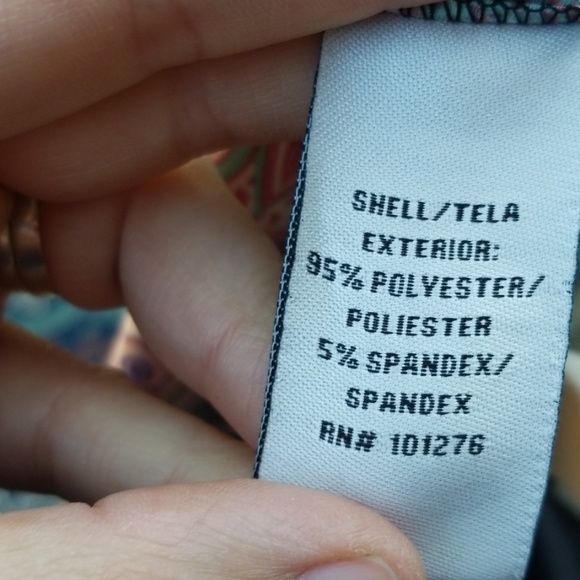 SHELL/TELA
EXTERIOR:
95% POLYESTER/
POLIESTER
5% SPANDEX/
SPANDEX
RN# 101276